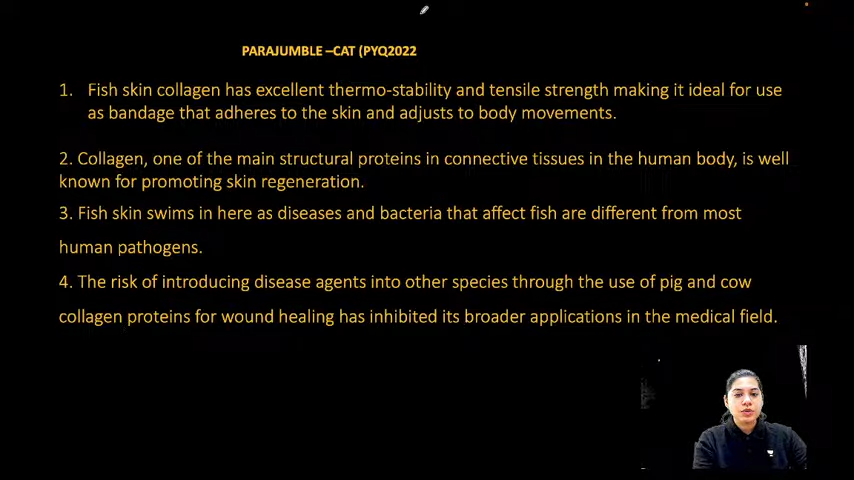 PARAJUMBLE –CAT (PYQ2022
1. Fish skin collagen has excellent thermo-stability and tensile strength making it ideal for use
as bandage that adheres to the skin and adjusts to body movements.
2. Collagen, one of the main structural proteins in connective tissues in the human body, is well
known for promoting skin regeneration.
3. Fish skin swims in here as diseases and bacteria that affect fish are different from most
human pathogens.
4. The risk of introducing disease agents into other species through the use of pig and cow
collagen proteins for wound healing has inhibited its broader applications in the medical field.